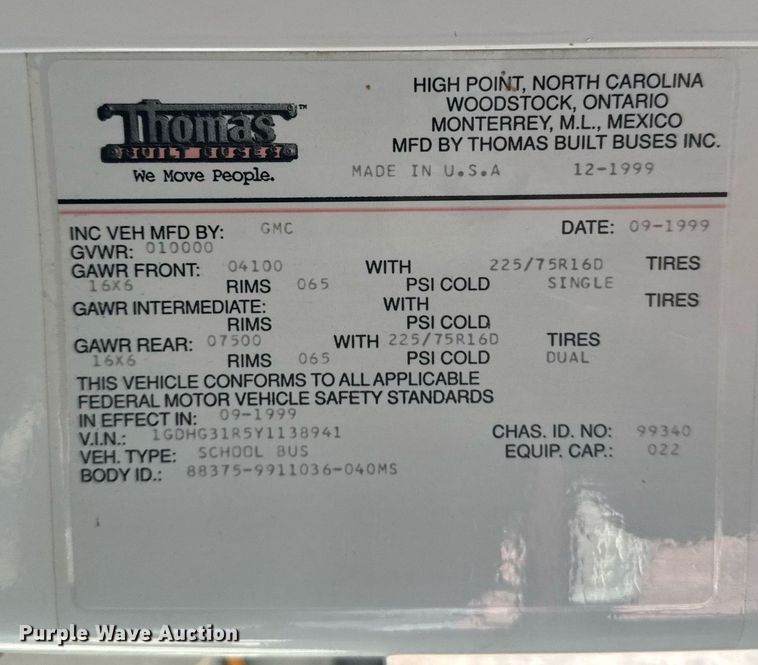 HIGH POINT, NORTH CAROLINA
WOODSTOCK, ONTARIO
MONTERREY, M.L., MEXICO
MFD BY THOMAS BUILT BUSES INC.
Thomas ™
BUILT BUSES
We Move People.
MADE IN U.S.A 12-1999
INC VEH MFD BY: GMC DATE: 09-1999
GVWR: 010000
GAWR FRONT: 04100 WITH 225/75R16D TIRES
16X6 RIMS 065 PSI COLD SINGLE
GAWR INTERMEDIATE: WITH TIRES
RIMS PSI COLD
GAWR REAR: 07500 WITH 225/75R16D TIRES
16X6 RIMS 065 PSI COLD DUAL
THIS VEHICLE CONFORMS TO ALL APPLICABLE
FEDERAL MOTOR VEHICLE SAFETY STANDARDS
IN EFFECT IN: 09-1999
V.I.N.: 1GDHG31R5Y1138941 CHAS. ID. NO: 99340
VEH. TYPE: SCHOOL BUS EQUIP. CAP.: 022
BODY ID.: 88375-9911036-040MS
Purple Wave Auction